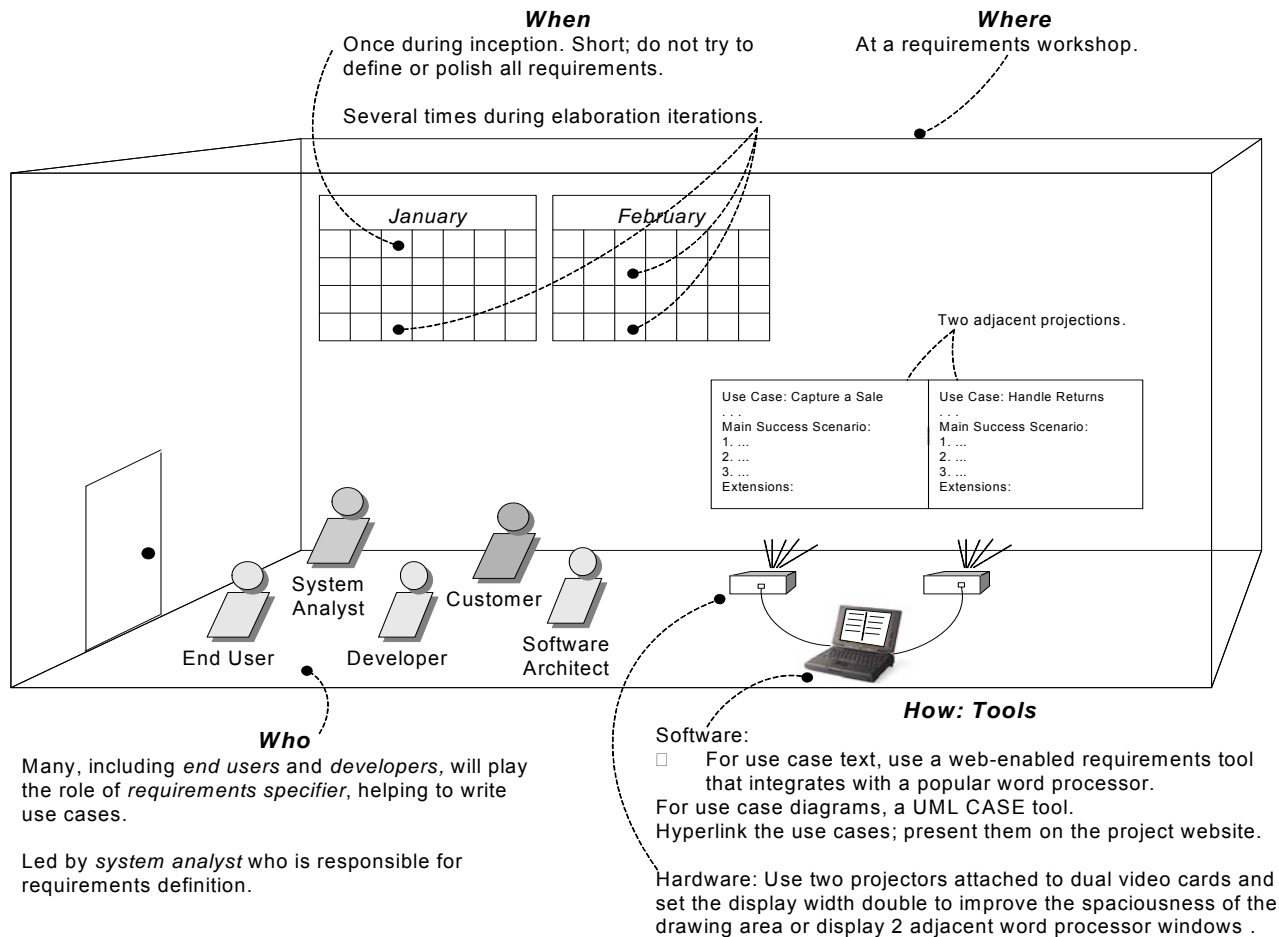 When
Once during inception. Short; do not try to
define or polish all requirements.
Several times during elaboration iterations.
Where
At a requirements workshop.
January
February
Two adjacent projections.
Use Case: Capture a Sale
. . .
Main Success Scenario:
1. ...
2. ...
3. ...
Extensions:
Use Case: Handle Returns
. . .
Main Success Scenario:
1. ...
2. ...
3. ...
Extensions:
System
Analyst
Customer
End User
Developer
Software
Architect
Who
Many, including end users and developers, will play
the role of requirements specifier, helping to write
use cases.
Led by system analyst who is responsible for
requirements definition.
How: Tools
Software:
For use case text, use a web-enabled requirements tool
that integrates with a popular word processor.
For use case diagrams, a UML CASE tool.
Hyperlink the use cases; present them on the project website.
Hardware: Use two projectors attached to dual video cards and
set the display width double to improve the spaciousness of the
drawing area or display 2 adjacent word processor windows .